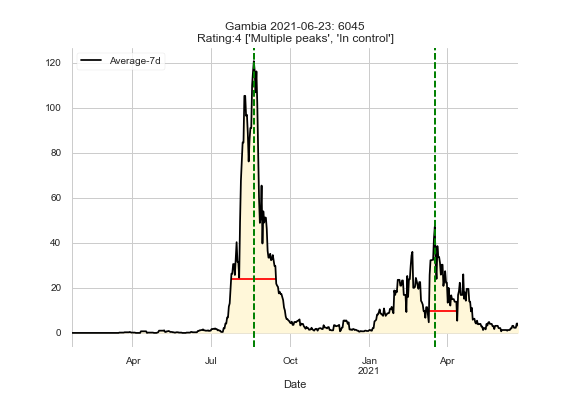 Gambia 2021-06-23: 6045
Rating:4 ['Multiple peaks', 'In control']
Average-7d
120
100
80
60
40
20
0
Apr
Jul
Oct
Jan
2021
Apr
Date